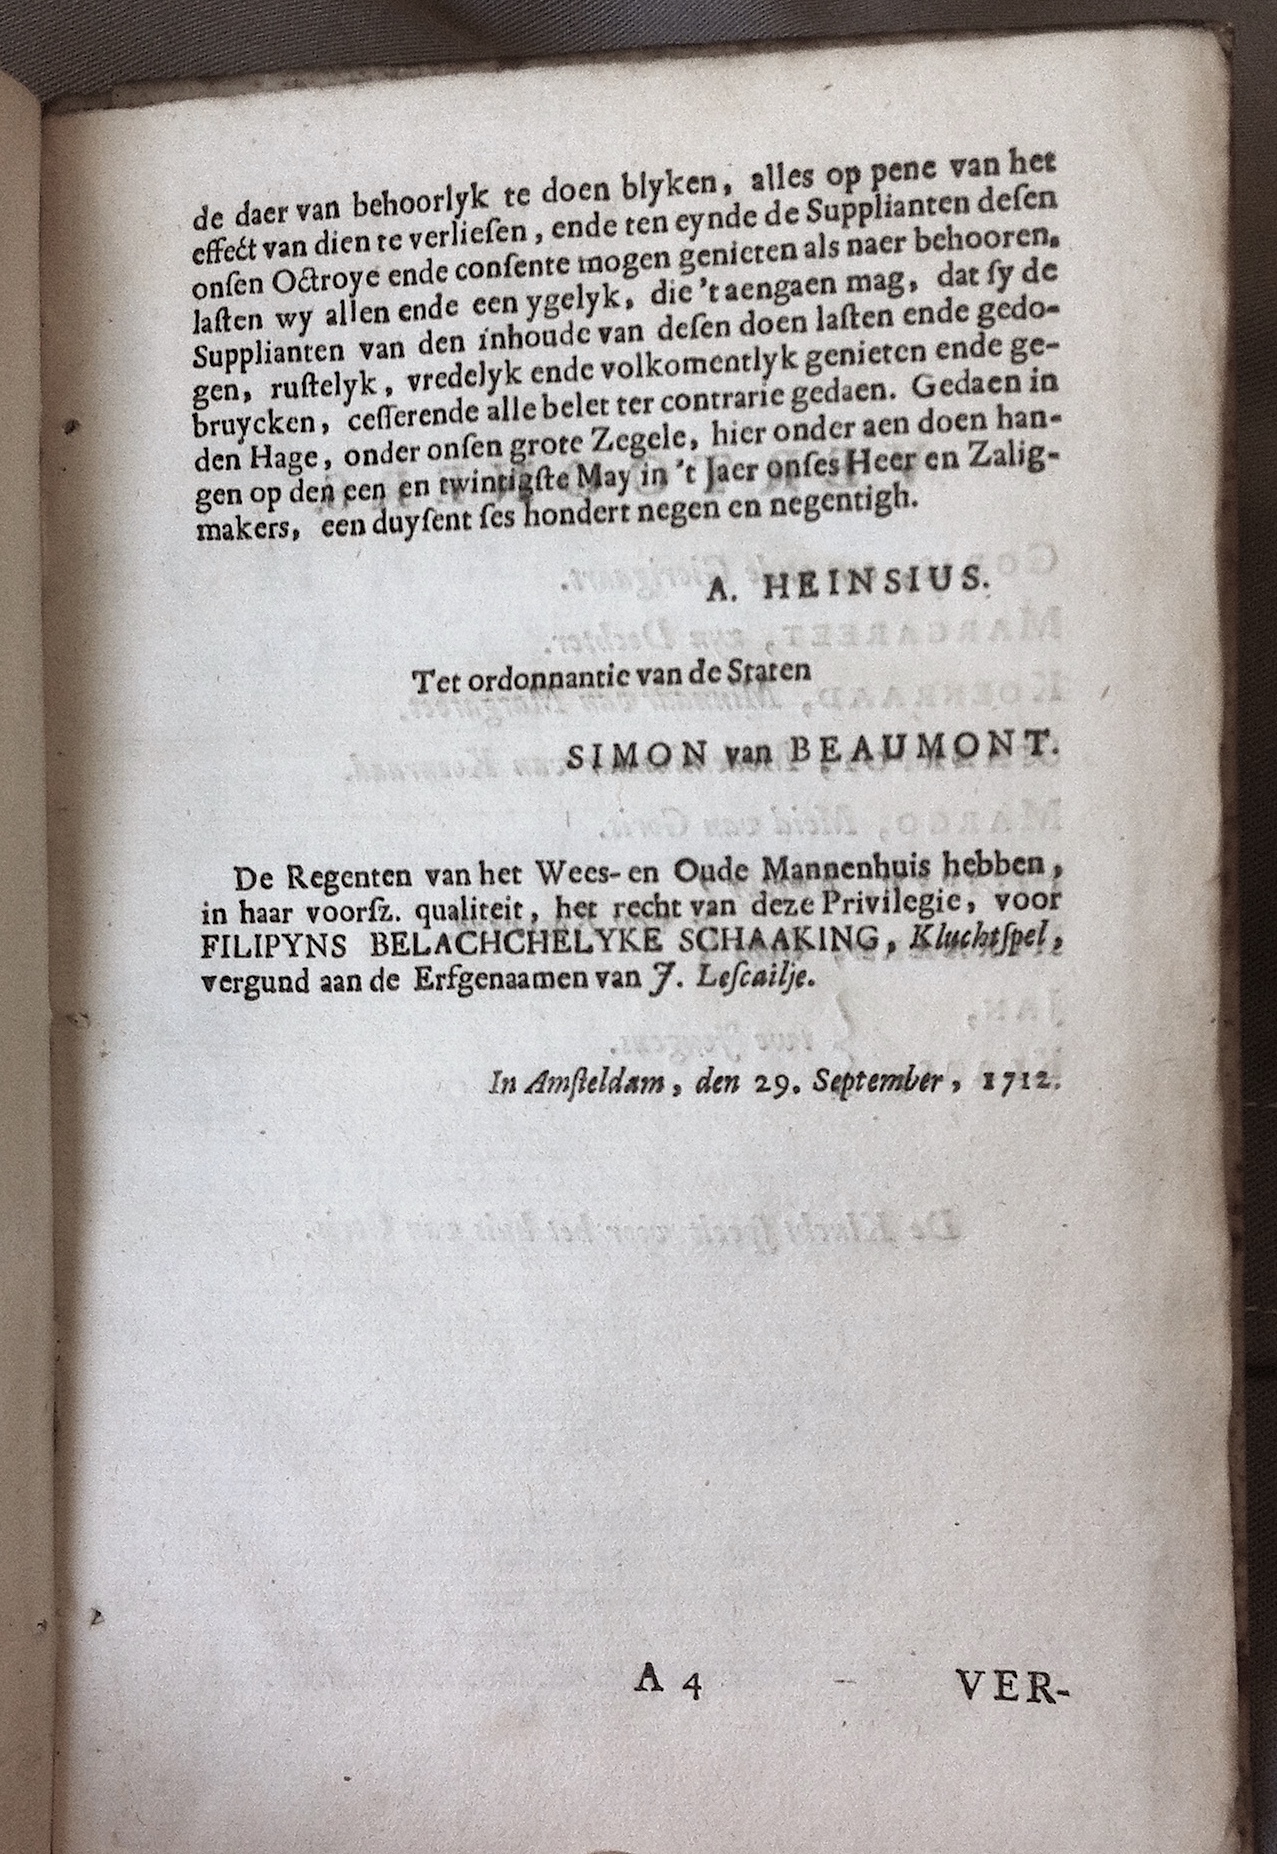 de daer van behoorlyk te doen blyken, alles op pene van het
effect van dien te verlieſen, ende ten eynde de Supplianten deſen
onſen Octroye ende conſente mogen genieten als naer behooren.
laſten wy allen ende een ygelyk, die 't aengaen mag, dat ſy de
Supplianten van den inhoude van deſen doen laſten ende gedo-
gen, ruſtelyk, vredelyk ende volkomentlyk genieten ende ge-
bruycken, ceſſerende alle belet ter contrarie gedaen. Gedaen in
den Hage, onder onſen grote Zegele, hier onder aen doen han-
gen op den een en twintigſte May in 't Jaer onſes Heer en Zalig-
makers, een duyſent ſes hondert negen en negentigh.
A. HEINSIUS.
Tet ordonnantie van de Staten
SIMON van BEAUMONT.
De Regenten van het Wees- en Oude Mannenhuis hebben,
in haar voorſz. qualiteit, het recht van deze Privilegie, voor
FILIPYNS BELACHCHELYKE SCHAAKING, Kluchtſpel,
vergund aan de Erfgenaamen van J. Leſcailje.
In Amſteldam, den 29. September, 1712.
A 4 VER-